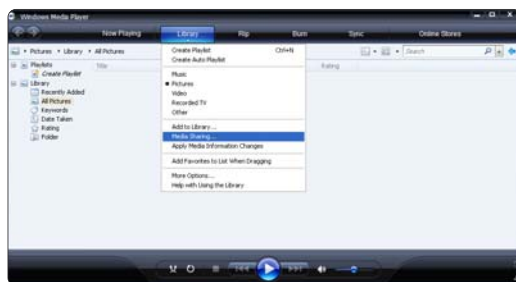 Windows Media Player
Now Playing Library Rip Burn Sync Online Stores
Pictures Library All Pictures Search
Playlists
Create Playlist
Library
Recently Added
All Pictures
Keywords
Date Taken
Rating
Folder
Title
Rating
Create Playlist Ctrl+N
Create Auto Playlist
Music
Pictures
Video
Recorded TV
Other
Add to Library...
Media Sharing...
Apply Media Information Changes
Add Favorites to List When Dragging
More Options...
Help with Using the Library